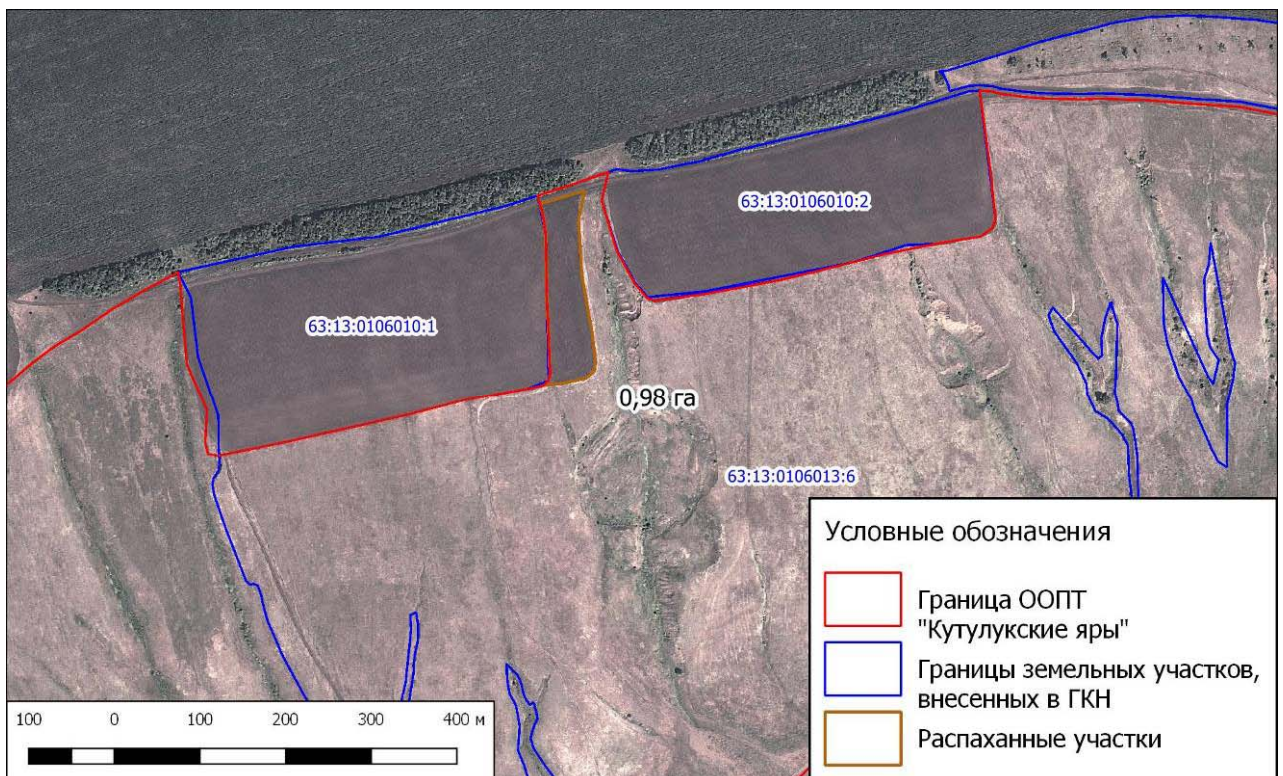 63:13:0106010:2
63:13:0106010:1
0,98 га
63:13:0106013:6
Условные обозначения
Граница ООПТ
"Кутулукские яры"
Границы земельных участков,
внесенных в ГКН
Распаханные участки
100 0 100 200 300 400 м